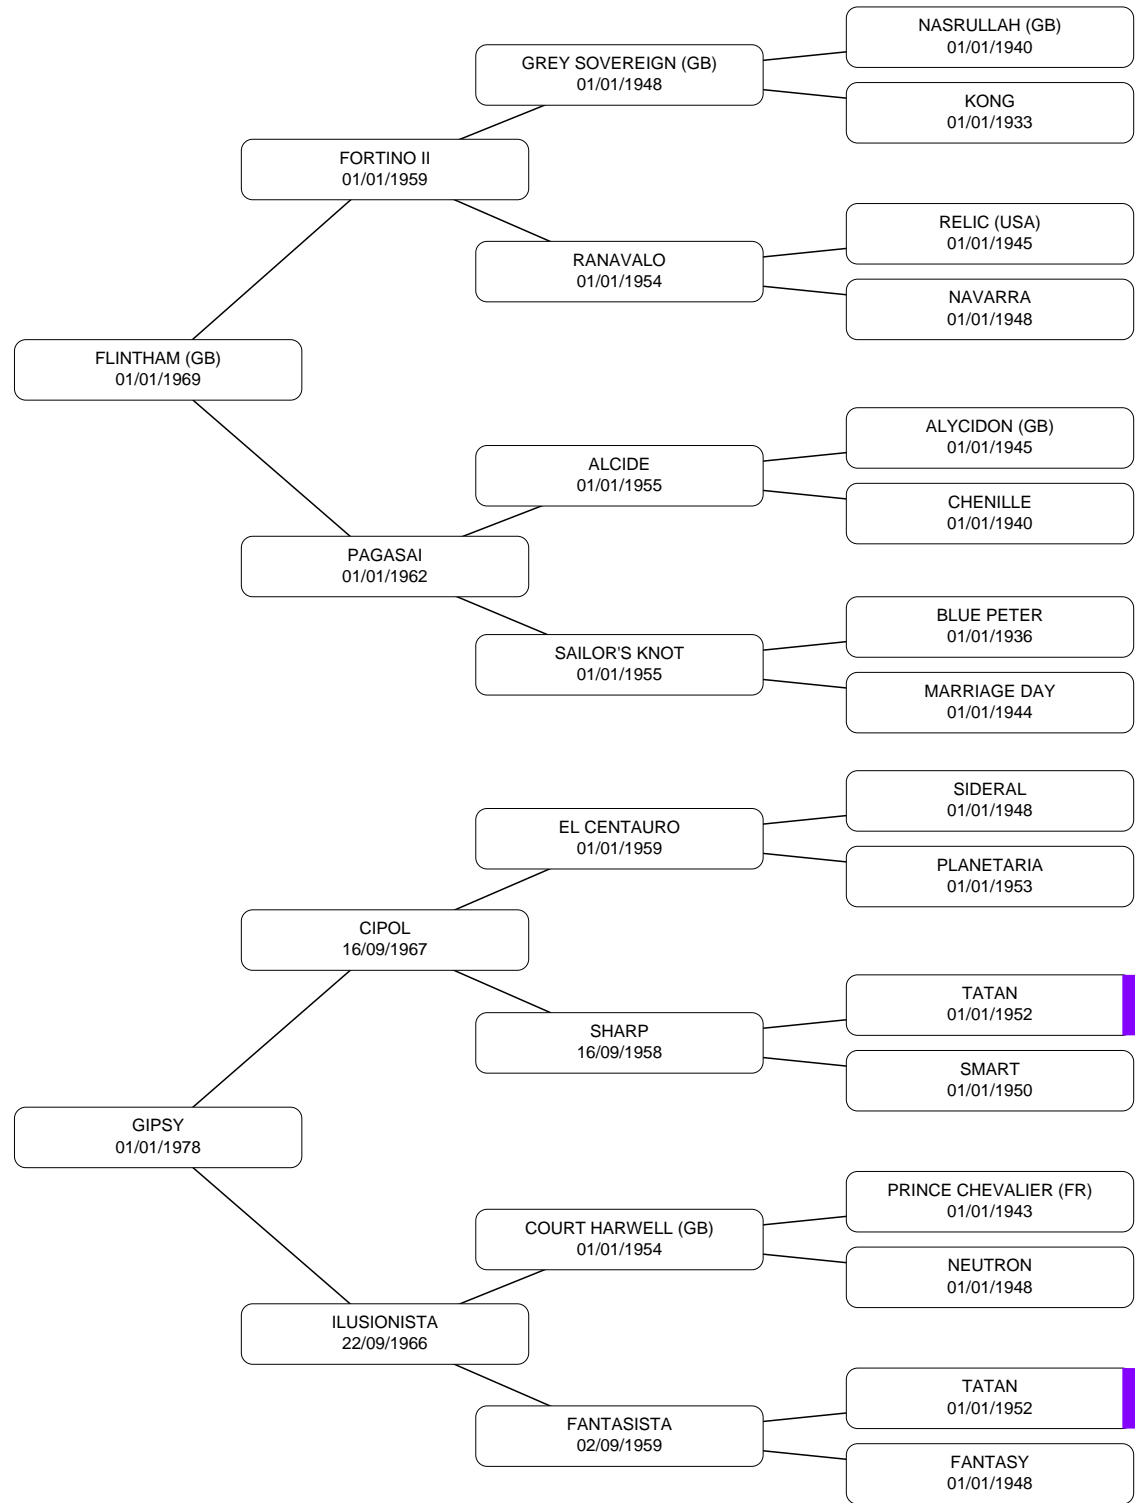 NASRULLAH (GB)
01/01/1940
GREY SOVEREIGN (GB)
01/01/1948
KONG
01/01/1933
FORTINO II
01/01/1959
RELIC (USA)
01/01/1945
RANAVALO
01/01/1954
NAVARRA
01/01/1948
FLINTHAM (GB)
01/01/1969
ALYCIDON (GB)
01/01/1945
ALCIDE
01/01/1955
CHENILLE
01/01/1940
PAGASAI
01/01/1962
BLUE PETER
01/01/1936
SAILOR'S KNOT
01/01/1955
MARRIAGE DAY
01/01/1944
SIDERAL
01/01/1948
EL CENTAURO
01/01/1959
PLANETARIA
01/01/1953
CIPOL
16/09/1967
TATAN
01/01/1952
SHARP
16/09/1958
SMART
01/01/1950
GIPSY
01/01/1978
PRINCE CHEVALIER (FR)
01/01/1943
COURT HARWELL (GB)
01/01/1954
NEUTRON
01/01/1948
ILUSIONISTA
22/09/1966
TATAN
01/01/1952
FANTASISTA
02/09/1959
FANTASY
01/01/1948